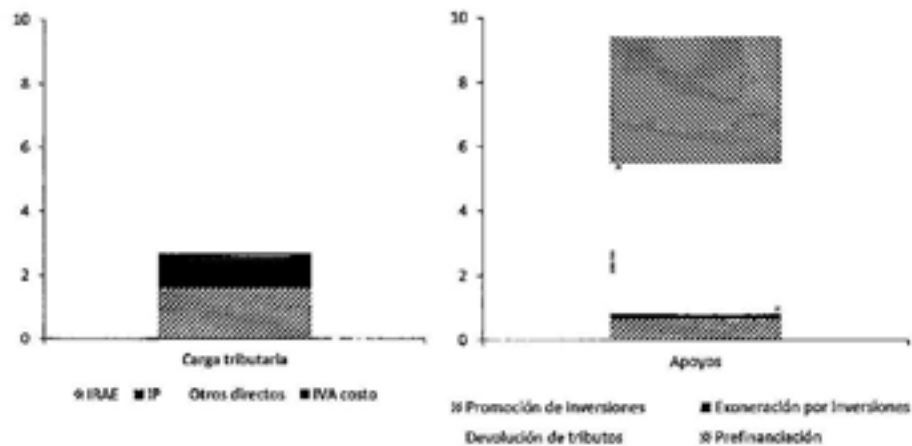 10
8
6
4
2
0
Carga tributaria
IRAE IP Otros directos IVA costo
10
8
6
4
2
0
Apoyos
Promoción de Inversiones Exoneración por Inversiones
Devolución de tributos Prefinanciación